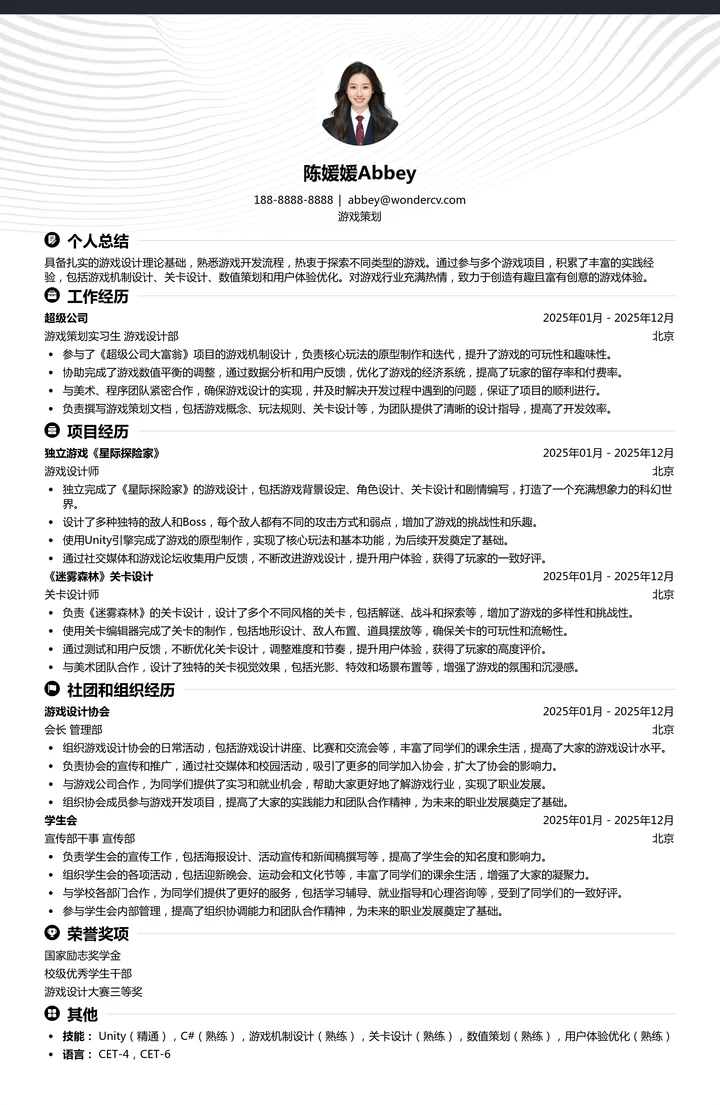 陈媛媛Abbey
188-8888-8888 | abbey@wondercv.com
游戏策划
个人总结
具备扎实的游戏设计理论基础，熟悉游戏开发流程，热衷于探索不同类型的游戏。通过参与多个游戏项目，积累了丰富的实践经
验，包括游戏机制设计、关卡设计、数值策划和用户体验优化。对游戏行业充满热情，致力于创造有趣且富有创意的游戏体验。
工作经历
超级公司 2025年01月 - 2025年12月
游戏策划实习生 游戏设计部 北京
• 参与了《超级公司大富翁》项目的游戏机制设计，负责核心玩法的原型制作和迭代，提升了游戏的可玩性和趣味性。
• 协助完成了游戏数值平衡的调整，通过数据分析和用户反馈，优化了游戏的经济系统，提高了玩家的留存率和付费率。
• 与美术、程序团队紧密合作，确保游戏设计的实现，并及时解决开发过程中遇到的问题，保证了项目的顺利进行。
• 负责撰写游戏策划文档，包括游戏概念、玩法规则、关卡设计等，为团队提供了清晰的设计指导，提高了开发效率。
项目经历
独立游戏《星际探险家》 2025年01月 - 2025年12月
游戏设计师 北京
• 独立完成了《星际探险家》的游戏设计，包括游戏背景设定、角色设计、关卡设计和剧情编写，打造了一个充满想象力的科幻世
界。
• 设计了多种独特的敌人和Boss，每个敌人都有不同的攻击方式和弱点，增加了游戏的挑战性和乐趣。
• 使用Unity引擎完成了游戏的原型制作，实现了核心玩法和基本功能，为后续开发奠定了基础。
• 通过社交媒体和游戏论坛收集用户反馈，不断改进游戏设计，提升用户体验，获得了玩家的一致好评。
《迷雾森林》关卡设计 2025年01月 - 2025年12月
关卡设计师 北京
• 负责《迷雾森林》的关卡设计，设计了多个不同风格的关卡，包括解谜、战斗和探索等，增加了游戏的多样性和挑战性。
• 使用关卡编辑器完成了关卡的制作，包括地形设计、敌人布置、道具摆放等，确保关卡的可玩性和流畅性。
• 通过测试和用户反馈，不断优化关卡设计，调整难度和节奏，提升用户体验，获得了玩家的高度评价。
• 与美术团队合作，设计了独特的关卡视觉效果，包括光影、特效和场景布置等，增强了游戏的氛围和沉浸感。
社团和组织经历
游戏设计协会 2025年01月 - 2025年12月
会长 管理部 北京
• 组织游戏设计协会的日常活动，包括游戏设计讲座、比赛和交流会等，丰富了同学们的课余生活，提高了大家的游戏设计水平。
• 负责协会的宣传和推广，通过社交媒体和校园活动，吸引了更多的同学加入协会，扩大了协会的影响力。
• 与游戏公司合作，为同学们提供了实习和就业机会，帮助大家更好地了解游戏行业，实现了职业发展。
• 组织协会成员参与游戏开发项目，提高了大家的实践能力和团队合作精神，为未来的职业发展奠定了基础。
学生会 2025年01月 - 2025年12月
宣传部干事 宣传部 北京
• 负责学生会的宣传工作，包括海报设计、活动宣传和新闻稿撰写等，提高了学生会的知名度和影响力。
• 组织学生会的各项活动，包括迎新晚会、运动会和文化节等，丰富了同学们的课余生活，增强了大家的凝聚力。
• 与学校各部门合作，为同学们提供了更好的服务，包括学习辅导、就业指导和心理咨询等，受到了同学们的一致好评。
• 参与学生会内部管理，提高了组织协调能力和团队合作精神，为未来的职业发展奠定了基础。
荣誉奖项
国家励志奖学金
校级优秀学生干部
游戏设计大赛三等奖
其他
• 技能： Unity（精通），C#（熟练），游戏机制设计（熟练），关卡设计（熟练），数值策划（熟练），用户体验优化（熟练）
• 语言： CET-4，CET-6